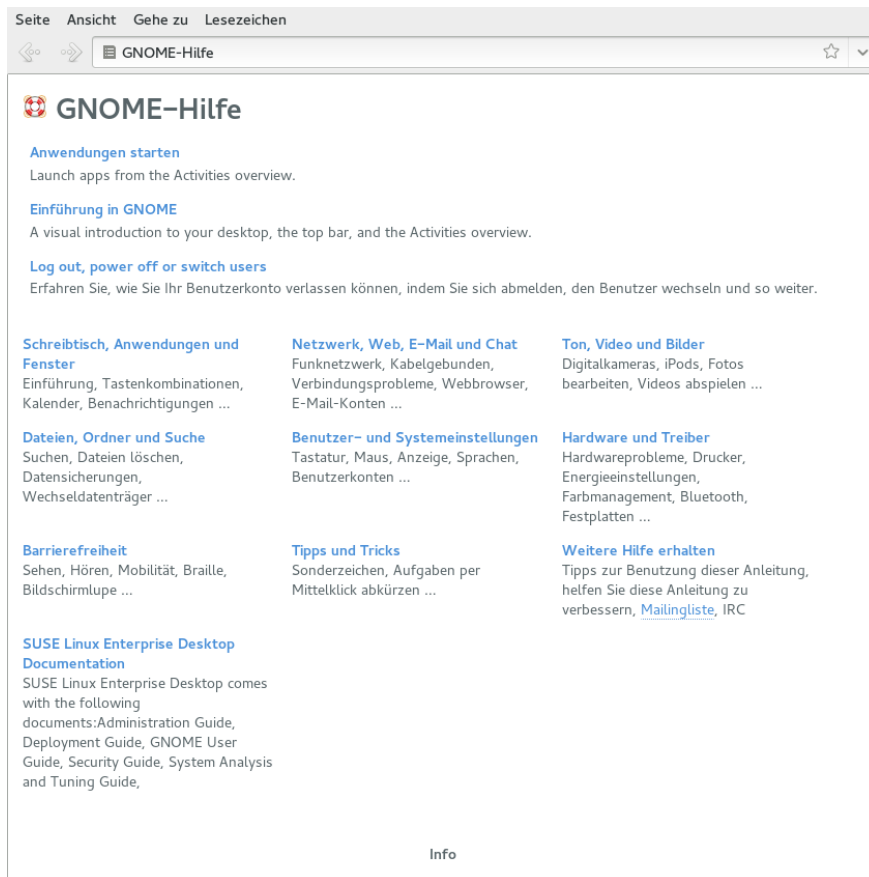 Seite Ansicht Gehe zu Lesezeichen
GNOME-Hilfe
GNOME-Hilfe
Anwendungen starten
Launch apps from the Activities overview.
Einführung in GNOME
A visual introduction to your desktop, the top bar, and the Activities overview.
Log out, power off or switch users
Erfahren Sie, wie Sie Ihr Benutzerkonto verlassen können, indem Sie sich abmelden, den Benutzer wechseln und so weiter.
Schreibtisch, Anwendungen und
Fenster
Einführung, Tastenkombinationen,
Kalender, Benachrichtigungen ...
Netzwerk, Web, E-Mail und Chat
Funknetzwerk, Kabelgebunden,
Verbindungsprobleme, Webbrowser,
E-Mail-Konten ...
Ton, Video und Bilder
Digitalkameras, iPods, Fotos
bearbeiten, Videos abspielen ...
Dateien, Ordner und Suche
Suchen, Dateien löschen,
Datensicherungen,
Wechseldatenträger ...
Benutzer- und Systemeinstellungen
Tastatur, Maus, Anzeige, Sprachen,
Benutzerkonten ...
Hardware und Treiber
Hardwareprobleme, Drucker,
Energieeinstellungen,
Farbmanagement, Bluetooth,
Festplatten ...
Barrierefreiheit
Sehen, Hören, Mobilität, Braille,
Bildschirmlupe ...
Tipps und Tricks
Sonderzeichen, Aufgaben per
Mittelklick abkürzen ...
Weitere Hilfe erhalten
Tipps zur Benutzung dieser Anleitung,
helfen Sie diese Anleitung zu
verbessern, Mailingliste, IRC
SUSE Linux Enterprise Desktop
Documentation
SUSE Linux Enterprise Desktop comes
with the following
documents:Administration Guide,
Deployment Guide, GNOME User
Guide, Security Guide, System Analysis
and Tuning Guide,
Info